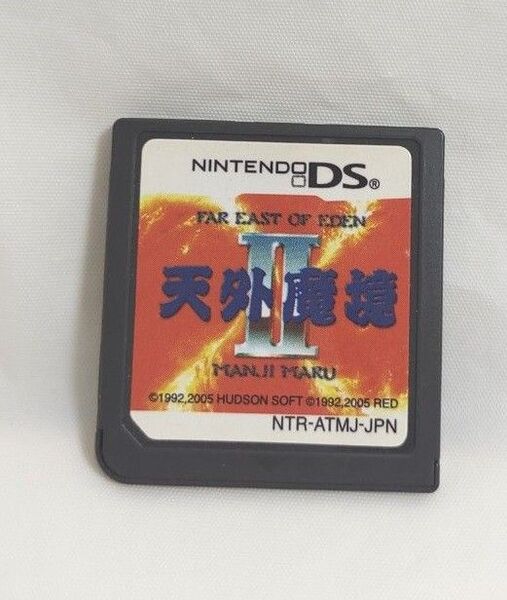 NINTENDO DS®
FAR EAST OF EDEN
II
天外魔境
MANJI MARU
©1992,2005 HUDSON SOFT ©1992,2005 RED
NTR-ATMJ-JPN